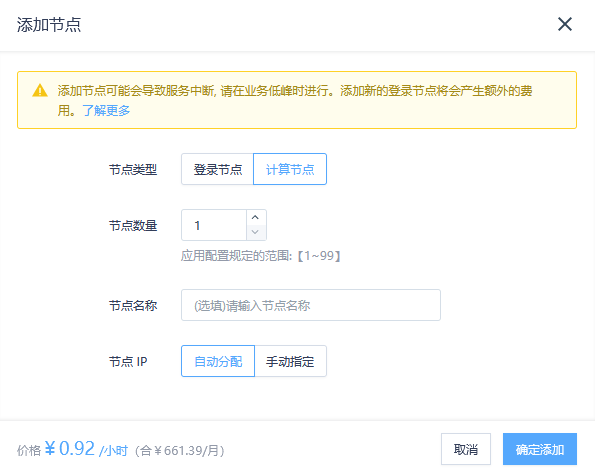 添加节点
添加节点可能会导致服务中断, 请在业务低峰时进行。添加新的登录节点将会产生额外的费
用。了解更多
节点类型 登录节点 计算节点
节点数量 1
应用配置规定的范围:【1~99】
节点名称 (选填)请输入节点名称
节点 IP 自动分配 手动指定
价格 ¥ 0.92 /小时 (合 ¥ 661.39/月) 取消 确定添加